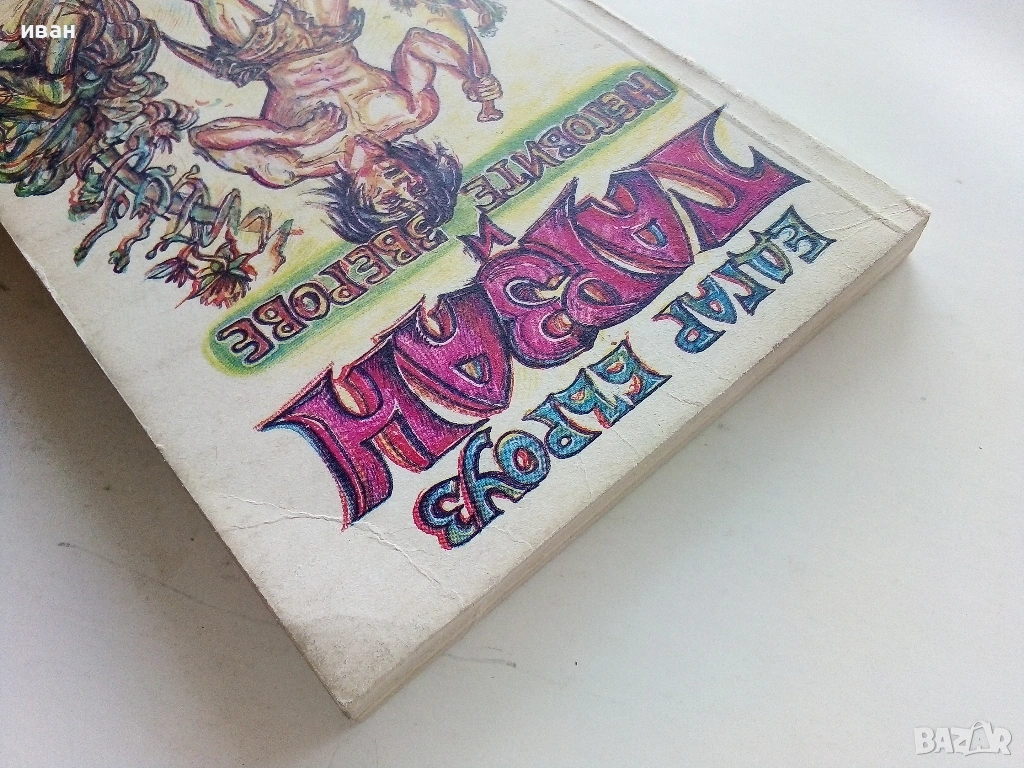 иван
ЕДГАР БЪРОУЗ
ТАРЗАН
И
НЕГОВИТЕ ЗВЕРОВЕ
BAZAR